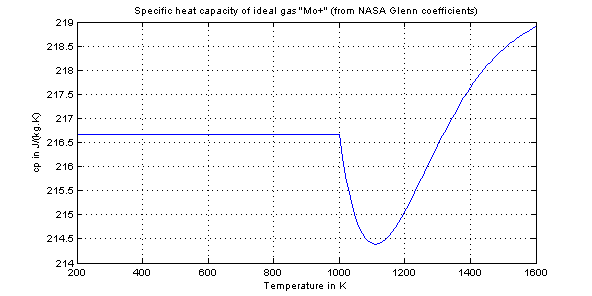 Specific heat capacity of ideal gas "Mo+" (from NASA Glenn coefficients)
219
218.5
218
217.5
217
216.5
216
215.5
215
214.5
214
cp in J/(kg.K)
200 400 600 800 1000 1200 1400 1600
Temperature in K